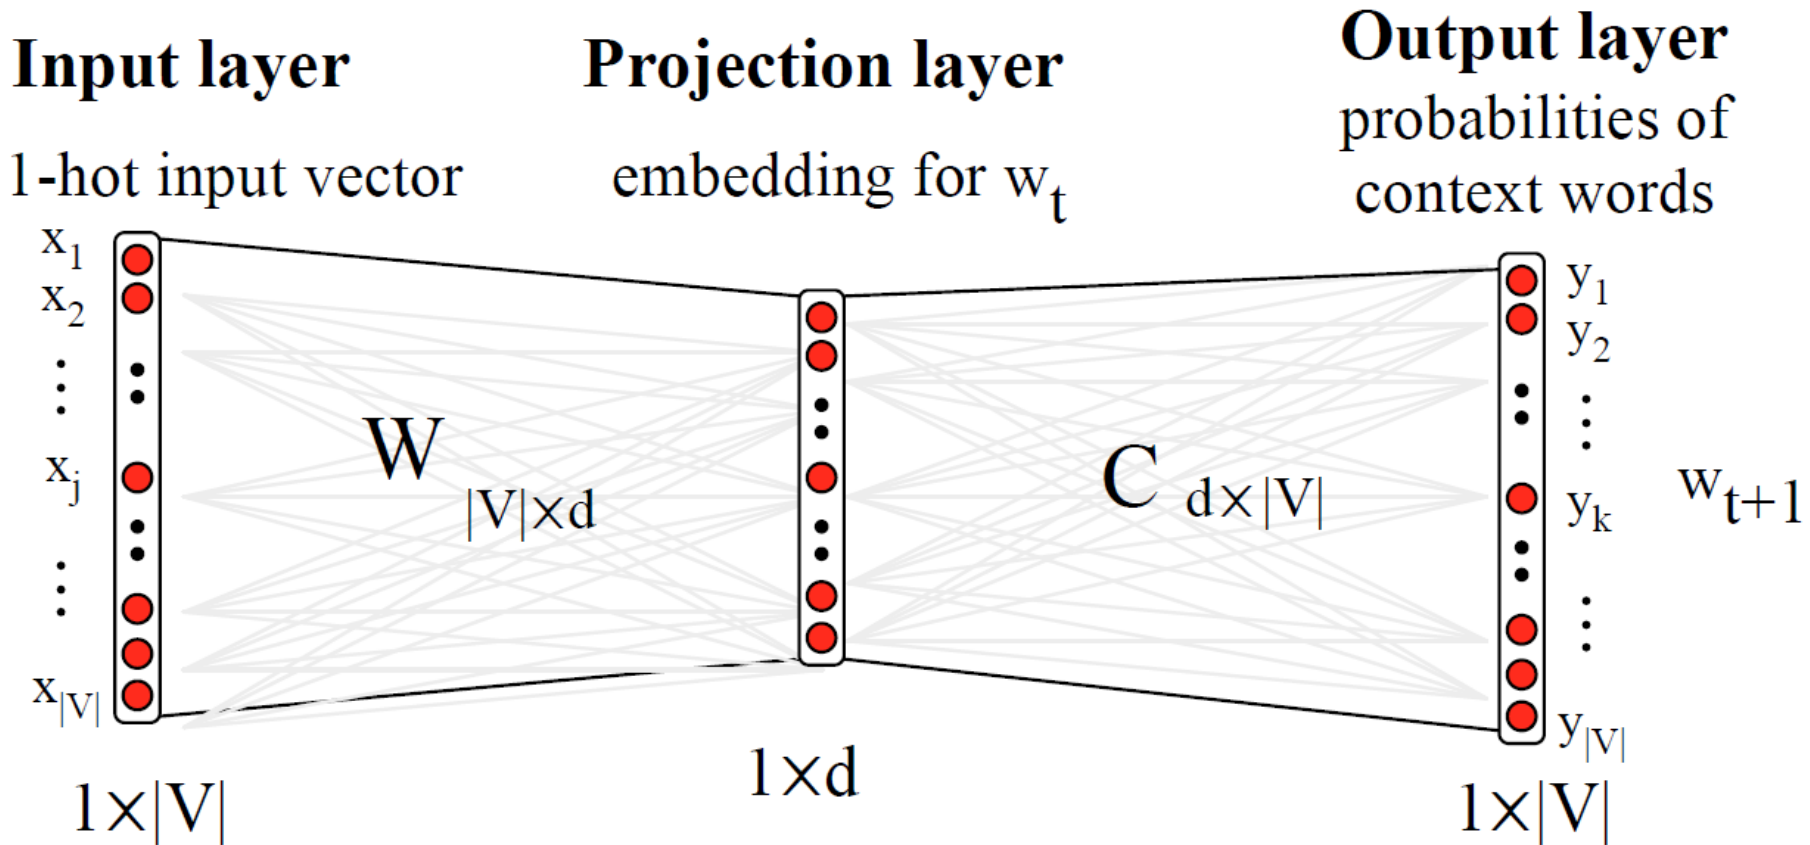 Input layer
1-hot input vector
Projection layer
embedding for wₜ
Output layer
probabilities of
context words
x₁
x₂
⋮
xⱼ
⋮
x|V|
W |V|×d
C d×|V|
y₁
y₂
⋮
yₖ
⋮
y|V|
wₜ₊₁
1×|V|
1×d
1×|V|